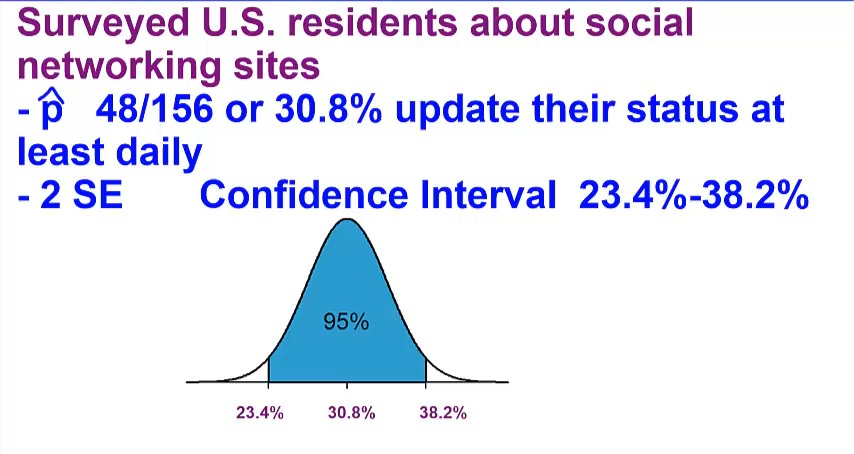 Surveyed U.S. residents about social
networking sites
- p̂ 48/156 or 30.8% update their status at
least daily
- 2 SE Confidence Interval 23.4%-38.2%
95%
23.4% 30.8% 38.2%